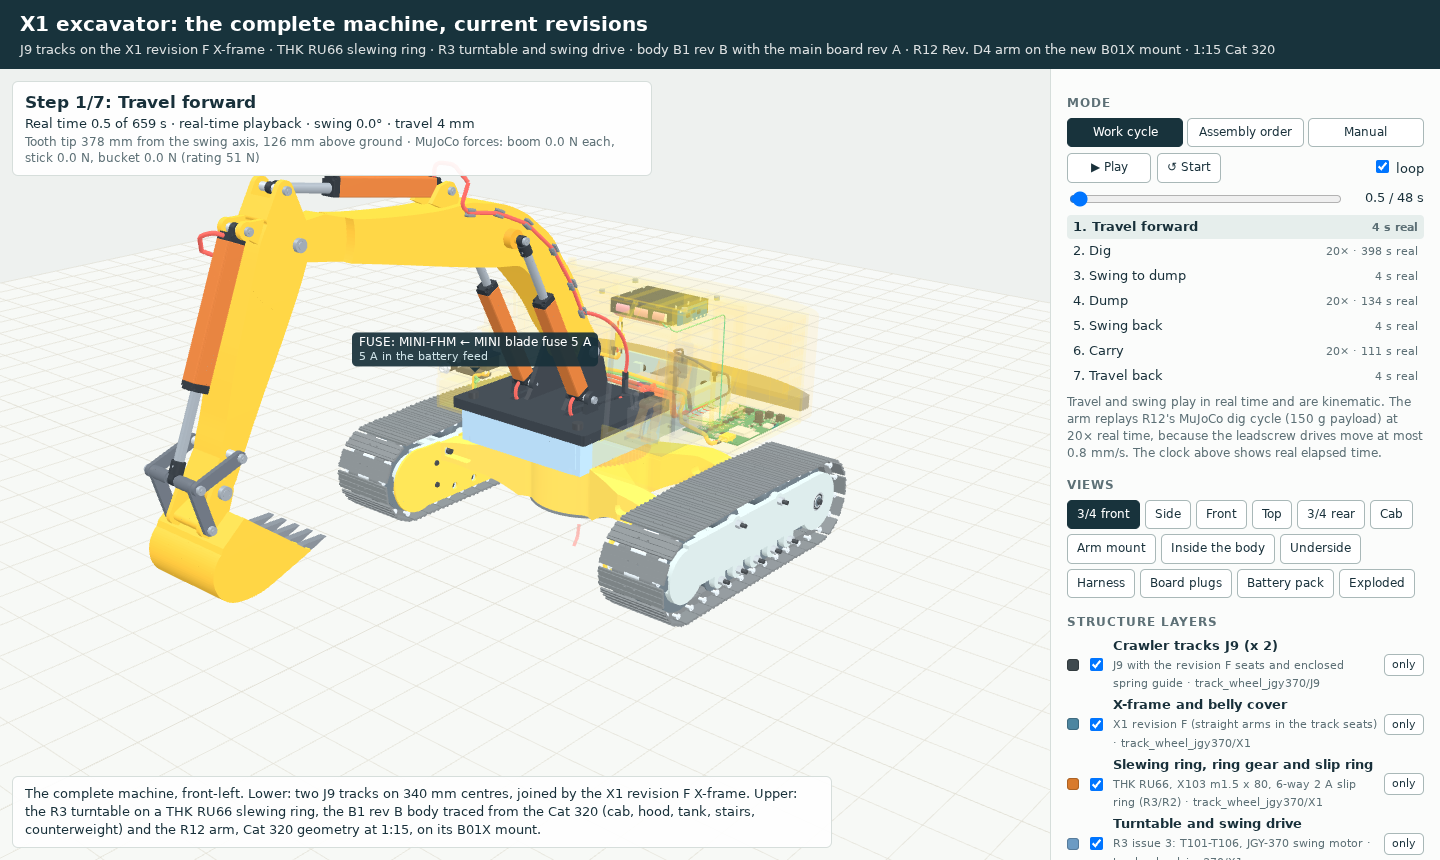 X1 excavator: the complete machine, current revisions
J9 tracks on the X1 revision F X-frame · THK RU66 slewing ring · R3 turntable and swing drive · body B1 rev B with the main board rev A · R12 Rev. D4 arm on the new B01X mount · 1:15 Cat 320
Step 1/7: Travel forward
Real time 0.5 of 659 s · real-time playback · swing 0.0° · travel 4 mm
Tooth tip 378 mm from the swing axis, 126 mm above ground · MuJoCo forces: boom 0.0 N each,
stick 0.0 N, bucket 0.0 N (rating 51 N)
FUSE: MINI-FHM ← MINI blade fuse 5 A
5 A in the battery feed
The complete machine, front-left. Lower: two J9 tracks on 340 mm centres, joined by the X1 revision F X-frame. Upper:
the R3 turntable on a THK RU66 slewing ring, the B1 rev B body traced from the Cat 320 (cab, hood, tank, stairs,
counterweight) and the R12 arm, Cat 320 geometry at 1:15, on its B01X mount.
MODE
Work cycle Assembly order Manual
▶ Play ↺ Start loop
0.5 / 48 s
1. Travel forward 4 s real
2. Dig 20× · 398 s real
3. Swing to dump 4 s real
4. Dump 20× · 134 s real
5. Swing back 4 s real
6. Carry 20× · 111 s real
7. Travel back 4 s real
Travel and swing play in real time and are kinematic. The
arm replays R12's MuJoCo dig cycle (150 g payload) at
20× real time, because the leadscrew drives move at most
0.8 mm/s. The clock above shows real elapsed time.
VIEWS
3/4 front Side Front Top 3/4 rear Cab
Arm mount Inside the body Underside
Harness Board plugs Battery pack Exploded
STRUCTURE LAYERS
Crawler tracks J9 (x 2)
J9 with the revision F seats and enclosed only
spring guide · track_wheel_jgy370/J9
X-frame and belly cover
X1 revision F (straight arms in the track seats) only
· track_wheel_jgy370/X1
Slewing ring, ring gear and slip ring
THK RU66, X103 m1.5 x 80, 6-way 2 A slip only
ring (R3/R2) · track_wheel_jgy370/X1
Turntable and swing drive
R3 issue 3: T101-T106, JGY-370 swing motor · only